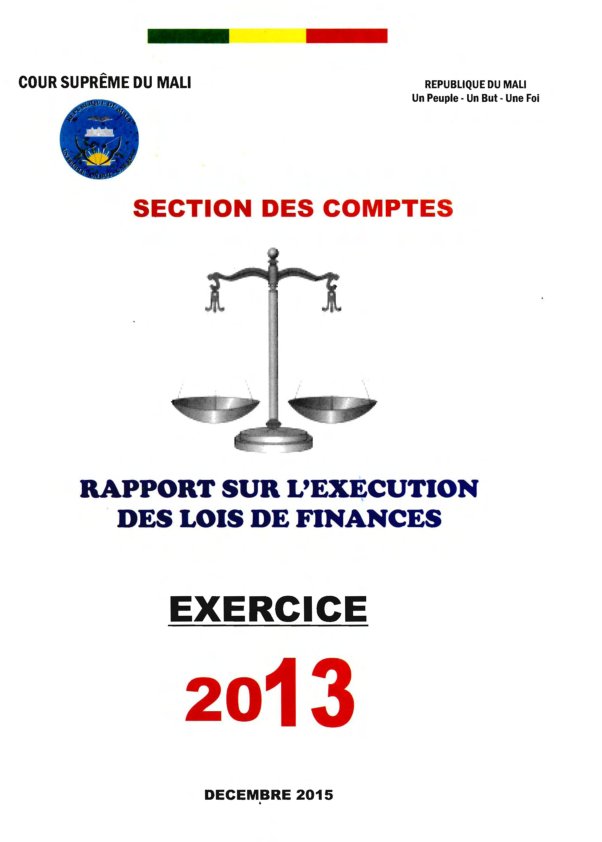 COUR SUPRÊME DU MALI
REPUBLIQUE DU MALI
Un Peuple - Un But - Une Foi
SECTION DES COMPTES
RAPPORT SUR L'EXECUTION
DES LOIS DE FINANCES
EXERCICE
2013
DECEMBRE 2015